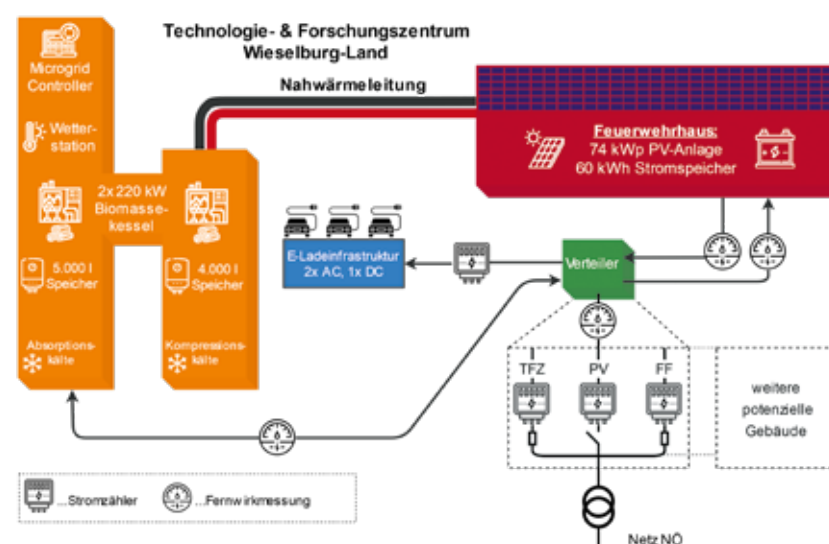 Technologie- & Forschungszentrum
Wieselburg-Land
Nahwärmeleitung
Microgrid
Controller
Wetter-
station
2x 220 kW
Biomasse-
kessel
5.000 l
Speicher
4.000 l
Speicher
Absorptions-
kälte
Kompressions-
kälte
Feuerwehrhaus:
74 kWp PV-Anlage
60 kWh Stromspeicher
E-Ladeinfrastruktur
2x AC, 1x DC
Verteiler
TFZ PV FF
weitere
potenzielle
Gebäude
...Stromzähler ...Fernwirkmessung
Netz NÖ